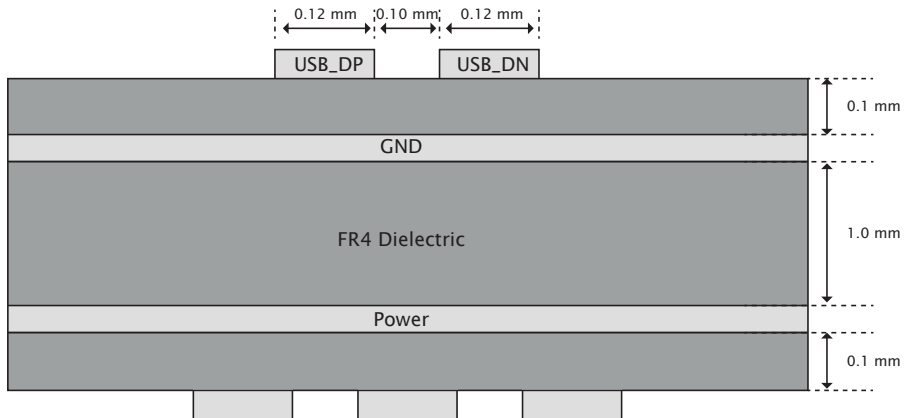 0.12 mm 0.10 mm 0.12 mm
USB_DP USB_DN
0.1 mm
GND
1.0 mm
FR4 Dielectric
Power
0.1 mm